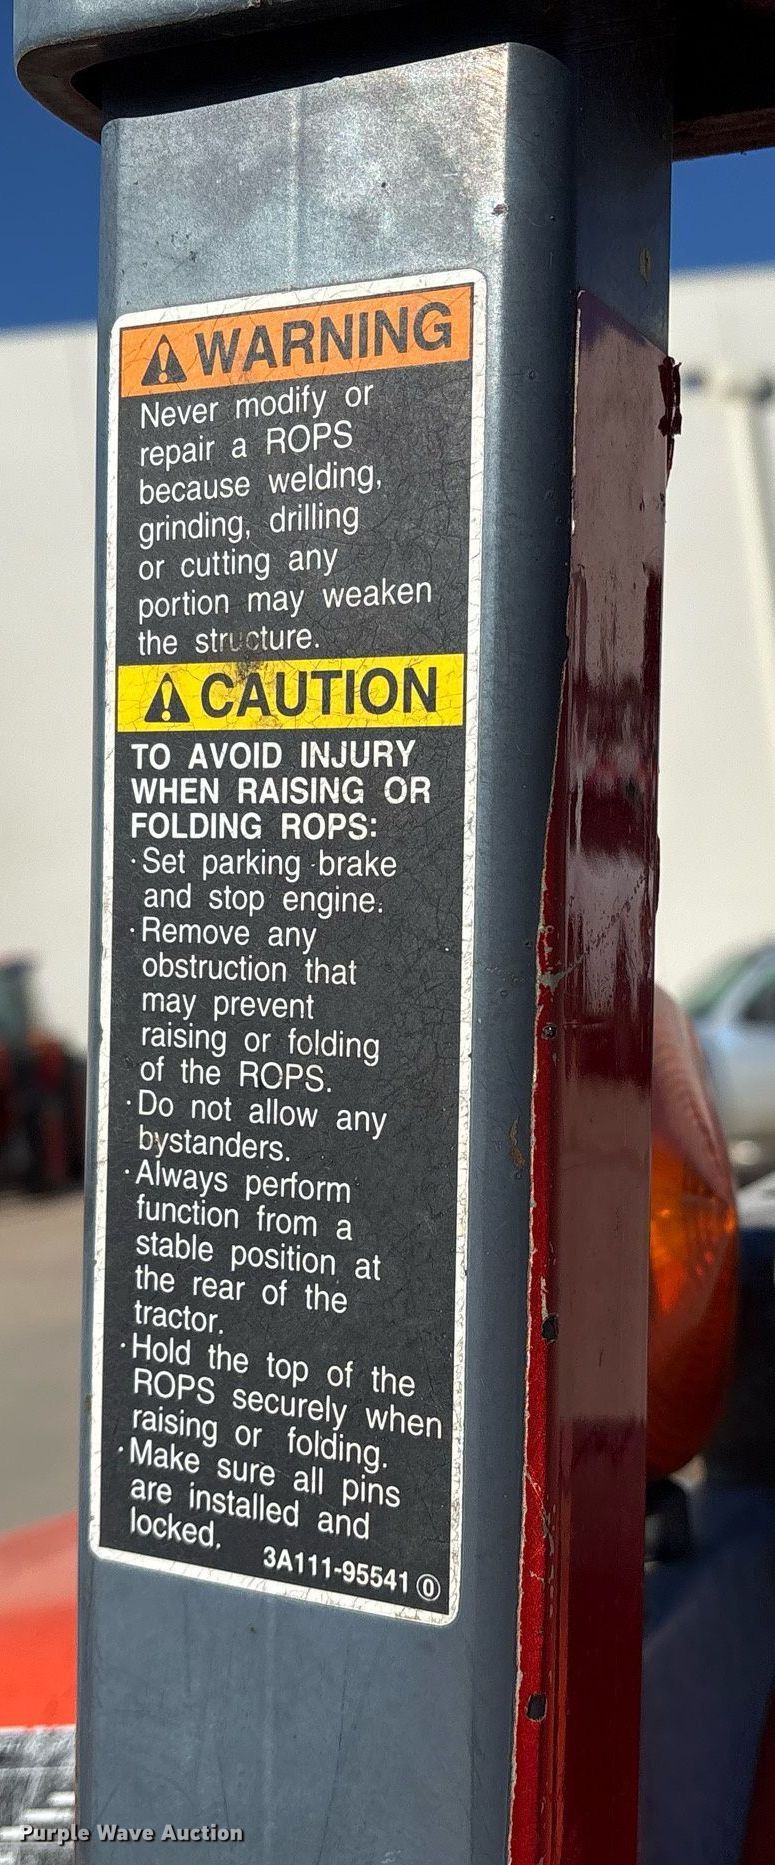 WARNING
Never modify or
repair a ROPS
because welding,
grinding, drilling
or cutting any
portion may weaken
the structure.
CAUTION
TO AVOID INJURY
WHEN RAISING OR
FOLDING ROPS:
·Set parking brake
and stop engine.
·Remove any
obstruction that
may prevent
raising or folding
of the ROPS.
·Do not allow any
bystanders.
·Always perform
function from a
stable position at
the rear of the
tractor.
·Hold the top of the
ROPS securely when
raising or folding.
·Make sure all pins
are installed and
locked.
3A111-95541 ⓪
Purple Wave Auction